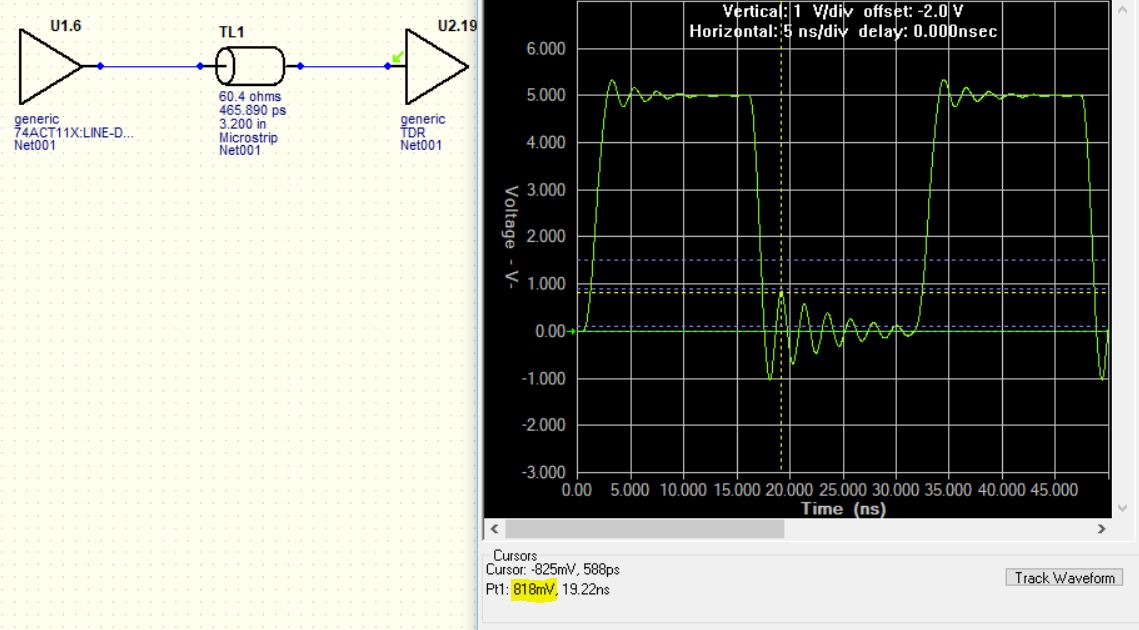 U1.6
TL1
U2.19
60.4 ohms
465.890 ps
3.200 in
Microstrip
Net001
generic
74ACT11X:LINE-D...
Net001
generic
TDR
Net001
Vertical: 1 V/div offset: -2.0 V
Horizontal: 5 ns/div delay: 0.000nsec
6.000
5.000
4.000
3.000
2.000
1.000
0.00
-1.000
-2.000
-3.000
Voltage - V-
0.00 5.000 10.000 15.000 20.000 25.000 30.000 35.000 40.000 45.000
Time (ns)
Cursors
Cursor: -825mV, 588ps
Pt1: 818mV, 19.22ns
Track Waveform